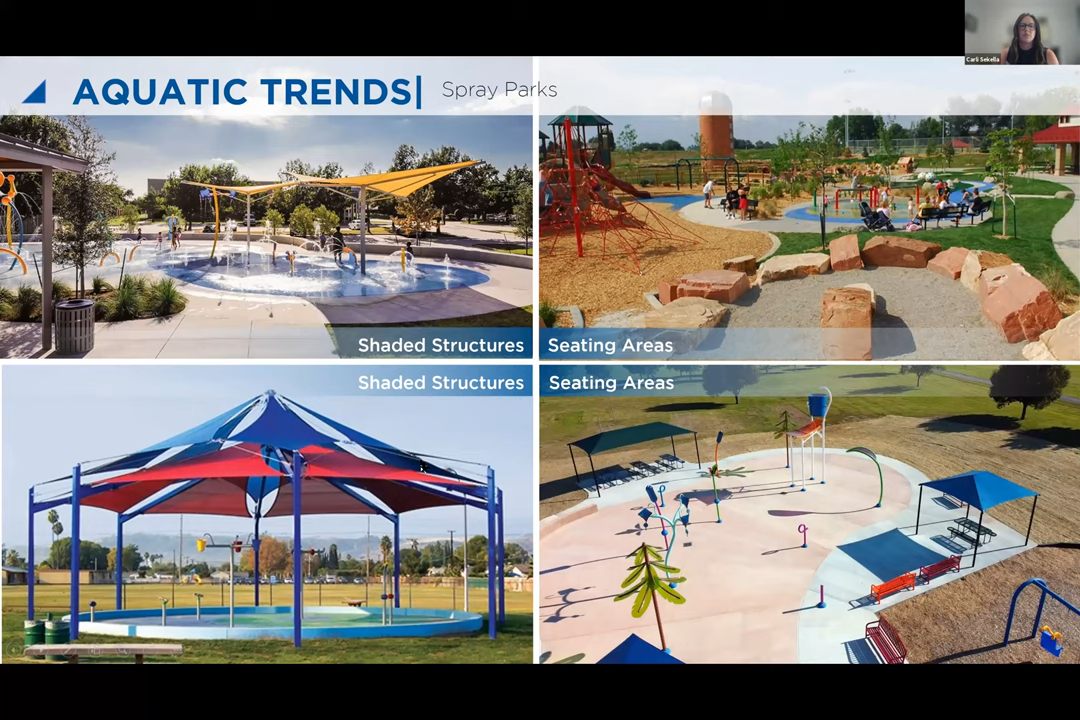 Carli Sekella
AQUATIC TRENDS| Spray Parks
Shaded Structures
Seating Areas
Shaded Structures
Seating Areas